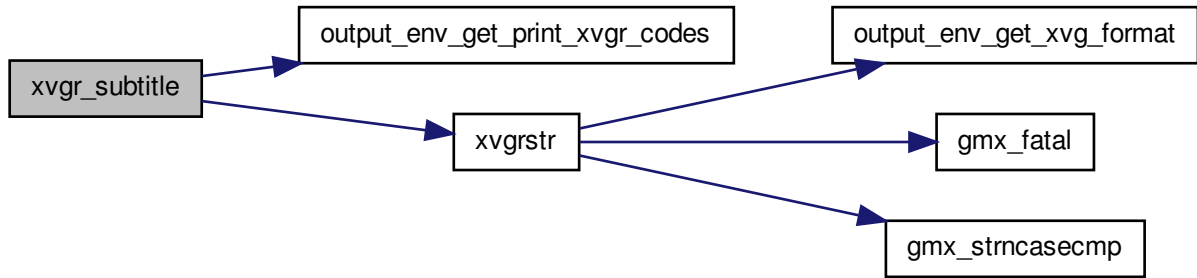 output_env_get_print_xvgr_codes
output_env_get_xvg_format
xvgr_subtitle
xvgrstr
gmx_fatal
gmx_strncasecmp